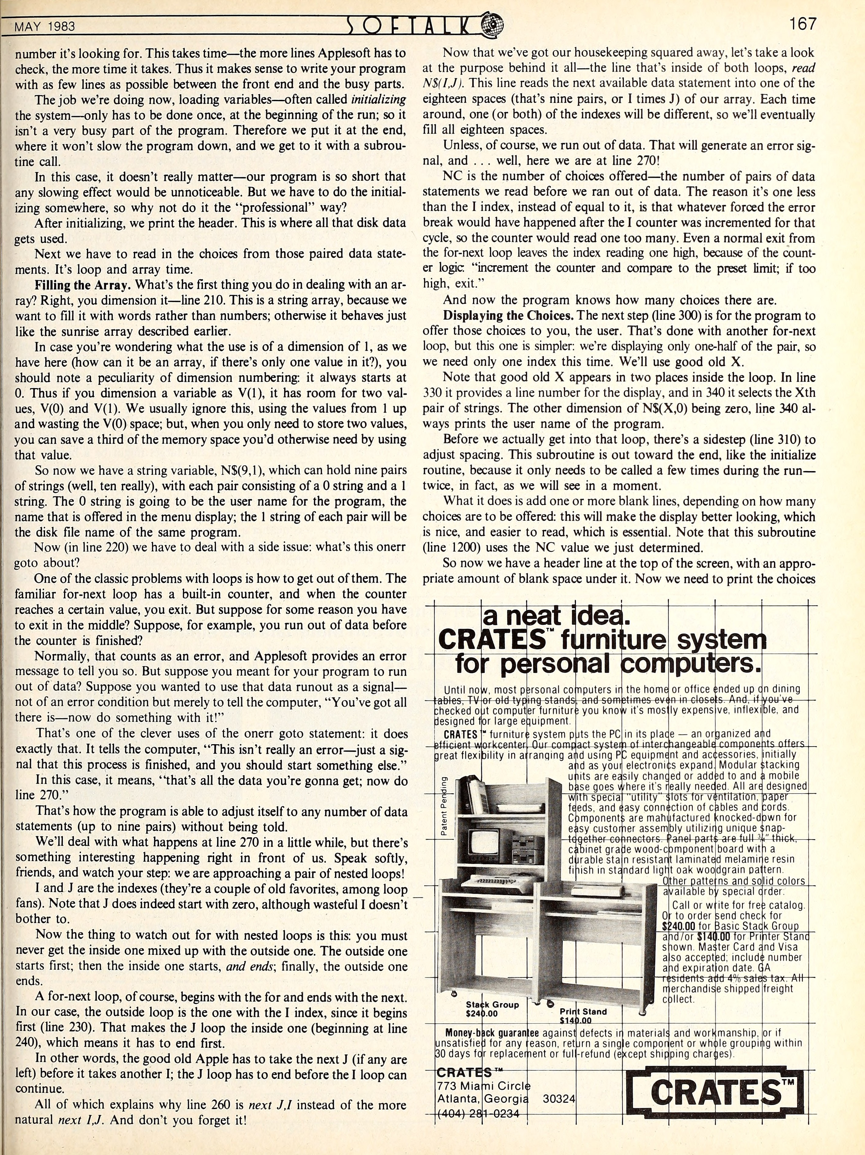 MAY 1983
SOFTALK
167
number it's looking for. This takes time—the more lines Applesoft has to
check, the more time it takes. Thus it makes sense to write your program
with as few lines as possible between the front end and the busy parts.
The job we're doing now, loading variables—often called initializing
the system—only has to be done once, at the beginning of the run; so it
isn't a very busy part of the program. Therefore we put it at the end,
where it won't slow the program down, and we get to it with a subrou-
tine call.
In this case, it doesn't really matter—our program is so short that
any slowing effect would be unnoticeable. But we have to do the initial-
izing somewhere, so why not do it the "professional" way?
After initializing, we print the header. This is where all that disk data
gets used.
Next we have to read in the choices from those paired data state-
ments. It's loop and array time.
Filling the Array. What's the first thing you do in dealing with an ar-
ray? Right, you dimension it—line 210. This is a string array, because we
want to fill it with words rather than numbers; otherwise it behaves just
like the sunrise array described earlier.
In case you're wondering what the use is of a dimension of 1, as we
have here (how can it be an array, if there's only one value in it?), you
should note a peculiarity of dimension numbering: it always starts at
0. Thus if you dimension a variable as V(1), it has room for two val-
ues, V(0) and V(1). We usually ignore this, using the values from 1 up
and wasting the V(0) space; but, when you only need to store two values,
you can save a third of the memory space you'd otherwise need by using
that value.
So now we have a string variable, N$(9,1), which can hold nine pairs
of strings (well, ten really), with each pair consisting of a 0 string and a 1
string. The 0 string is going to be the user name for the program, the
name that is offered in the menu display; the 1 string of each pair will be
the disk file name of the same program.
Now (in line 220) we have to deal with a side issue: what's this onerr
goto about?
One of the classic problems with loops is how to get out of them. The
familiar for-next loop has a built-in counter, and when the counter
reaches a certain value, you exit. But suppose for some reason you have
to exit in the middle? Suppose, for example, you run out of data before
the counter is finished?
Normally, that counts as an error, and Applesoft provides an error
message to tell you so. But suppose you meant for your program to run
out of data? Suppose you wanted to use that data runout as a signal—
not of an error condition but merely to tell the computer, "You've got all
there is—now do something with it!"
That's one of the clever uses of the onerr goto statement: it does
exactly that. It tells the computer, "This isn't really an error—just a sig-
nal that this process is finished, and you should start something else."
In this case, it means, "that's all the data you're gonna get; now do
line 270."
That's how the program is able to adjust itself to any number of data
statements (up to nine pairs) without being told.
We'll deal with what happens at line 270 in a little while, but there's
something interesting happening right in front of us. Speak softly,
friends, and watch your step: we are approaching a pair of nested loops!
I and J are the indexes (they're a couple of old favorites, among loop
fans). Note that J does indeed start with zero, although wasteful I doesn't
bother to.
Now the thing to watch out for with nested loops is this: you must
never get the inside one mixed up with the outside one. The outside one
starts first; then the inside one starts, and ends; finally, the outside one
ends.
A for-next loop, of course, begins with the for and ends with the next.
In our case, the outside loop is the one with the I index, since it begins
first (line 230). That makes the J loop the inside one (beginning at line
240), which means it has to end first.
In other words, the good old Apple has to take the next J (if any are
left) before it takes another I; the J loop has to end before the I loop can
continue.
All of which explains why line 260 is next J,I instead of the more
natural next I,J. And don't you forget it!
Now that we've got our housekeeping squared away, let's take a look
at the purpose behind it all—the line that's inside of both loops, read
N$(I,J). This line reads the next available data statement into one of the
eighteen spaces (that's nine pairs, or I times J) of our array. Each time
around, one (or both) of the indexes will be different, so we'll eventually
fill all eighteen spaces.
Unless, of course, we run out of data. That will generate an error sig-
nal, and . . . well, here we are at line 270!
NC is the number of choices offered—the number of pairs of data
statements we read before we ran out of data. The reason it's one less
than the I index, instead of equal to it, is that whatever forced the error
break would have happened after the I counter was incremented for that
cycle, so the counter would read one too many. Even a normal exit from
the for-next loop leaves the index reading one high, because of the count-
er logic: "increment the counter and compare to the preset limit; if too
high, exit."
And now the program knows how many choices there are.
Displaying the Choices. The next step (line 300) is for the program to
offer those choices to you, the user. That's done with another for-next
loop, but this one is simpler: we're displaying only one-half of the pair, so
we need only one index this time. We'll use good old X.
Note that good old X appears in two places inside the loop. In line
330 it provides a line number for the display, and in 340 it selects the Xth
pair of strings. The other dimension of N$(X,0) being zero, line 340 al-
ways prints the user name of the program.
Before we actually get into that loop, there's a sidestep (line 310) to
adjust spacing. This subroutine is out toward the end, like the initialize
routine, because it only needs to be called a few times during the run—
twice, in fact, as we will see in a moment.
What it does is add one or more blank lines, depending on how many
choices are to be offered: this will make the display better looking, which
is nice, and easier to read, which is essential. Note that this subroutine
(line 1200) uses the NC value we just determined.
So now we have a header line at the top of the screen, with an appro-
priate amount of blank space under it. Now we need to print the choices
a neat idea.
CRATES™ furniture system
for personal computers.
Until now, most personal computers in the home or office ended up on dining
tables, TV or old typing stands, and sometimes even in closets. And, if you've
checked out computer furniture you know it's mostly expensive, inflexible, and
designed for large equipment.
CRATES™ furniture system puts the PC in its place — an organized and
efficient workcenter. Our compact system of interchangeable components offers
great flexibility in arranging and using PC equipment and accessories, initially
and as your electronics expand. Modular stacking
units are easily changed or added to and a mobile
base goes where it's really needed. All are designed
with special "utility" slots for ventilation, paper
feeds, and easy connection of cables and cords.
Components are manufactured knocked-down for
easy customer assembly utilizing unique snap-
together connectors. Panel parts are full ¾" thick,
cabinet grade wood-component board with a
durable stain resistant laminated melamine resin
finish in standard light oak woodgrain pattern.
Other patterns and solid colors
available by special order.
Call or write for free catalog.
Or to order send check for
$240.00 for Basic Stack Group
and/or $140.00 for Printer Stand
shown. Master Card and Visa
also accepted; include number
and expiration date. GA
residents add 4% sales tax. All
merchandise shipped freight
collect.
Patent Pending
Stack Group
$240.00
Print Stand
$140.00
Money-back guarantee against defects in materials and workmanship, or if
unsatisfied for any reason, return a single component or whole grouping within
30 days for replacement or full-refund (except shipping charges).
CRATES™
773 Miami Circle
Atlanta, Georgia 30324
(404) 281-0234
CRATES™